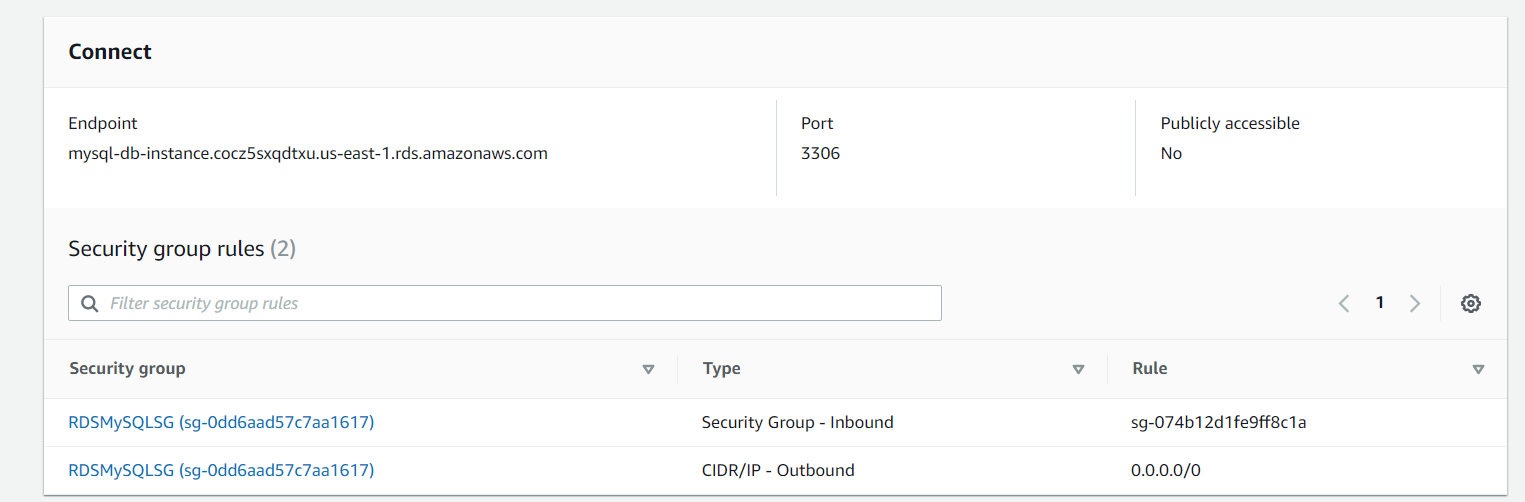 Connect
Endpoint Port Publicly accessible
mysql-db-instance.cocz5sxqdtxu.us-east-1.rds.amazonaws.com 3306 No
Security group rules (2)
Filter security group rules 1
Security group Type Rule
RDSMySQLSG (sg-0dd6aad57c7aa1617) Security Group - Inbound sg-074b12d1fe9ff8c1a
RDSMySQLSG (sg-0dd6aad57c7aa1617) CIDR/IP - Outbound 0.0.0.0/0